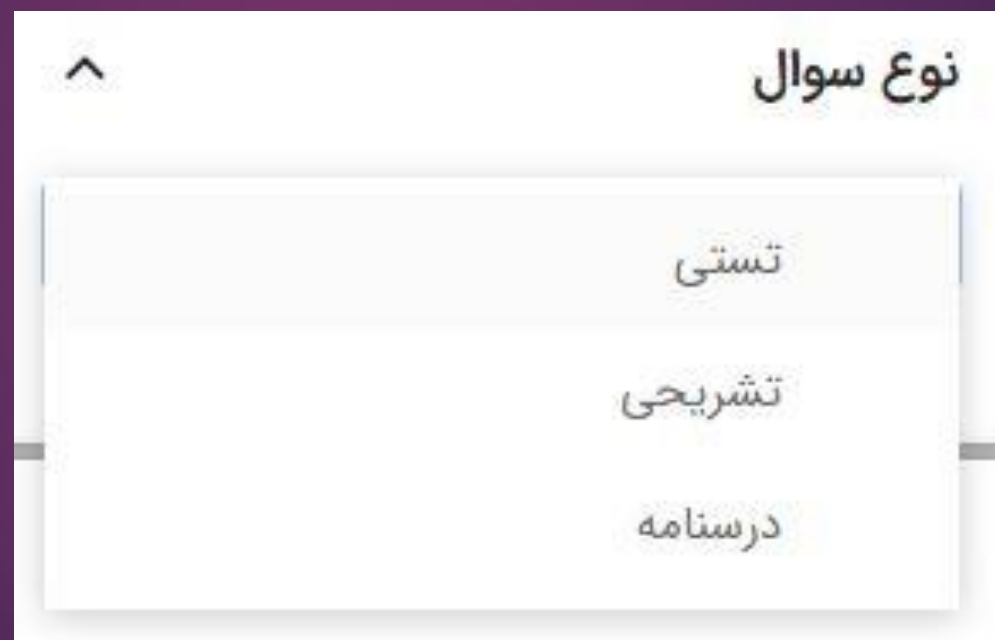 نوع سوال
تستی
تشریحی
درسنامه